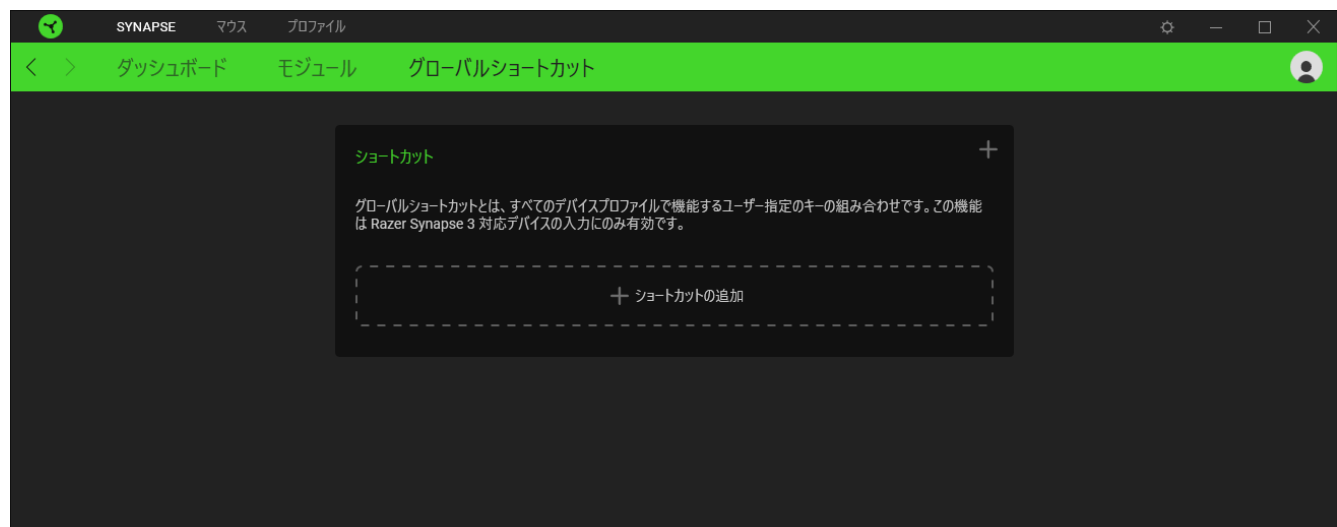 SYNAPSE マウス プロファイル
ダッシュボード モジュール グローバルショートカット
ショートカット
グローバルショートカットとは、すべてのデバイスプロファイルで機能するユーザー指定のキーの組み合わせです。この機能
は Razer Synapse 3 対応デバイスの入力にのみ有効です。
ショートカットの追加